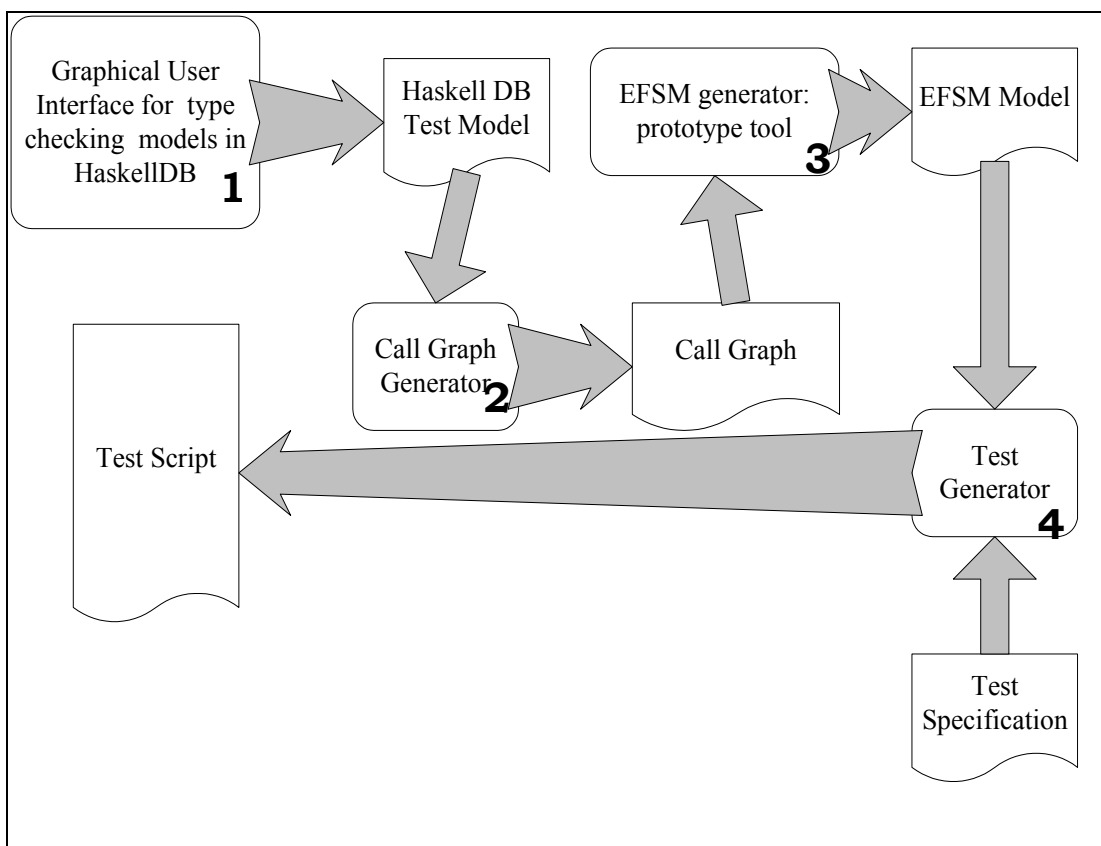 Graphical User
Interface for type
checking models in
HaskellDB
1
Haskell DB
Test Model
EFSM generator:
prototype tool
3
EFSM Model
Call Graph
Generator
2
Call Graph
Test Script
Test
Generator
4
Test
Specification